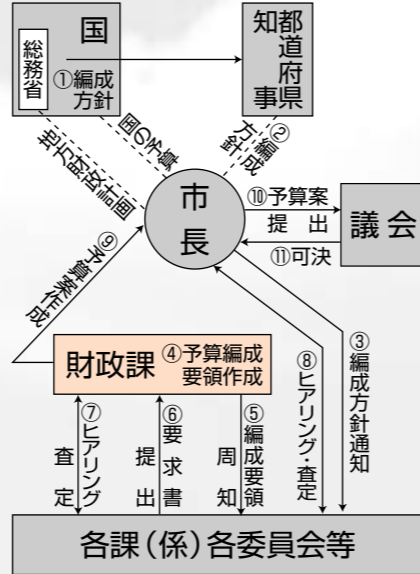 国
総務省
①編成
方針
都道府県
知事
国の予算
②編成
方針
地方財政計画
市
長
⑩予算案
提出
⑪可決
議会
⑨予算案作成
財政課
④予算編成
要領作成
③編成方針通知
⑧ヒアリング・査定
⑦ヒアリング
査定
⑥要求書
提出
⑤編成要領
周知
各課(係)各委員会等